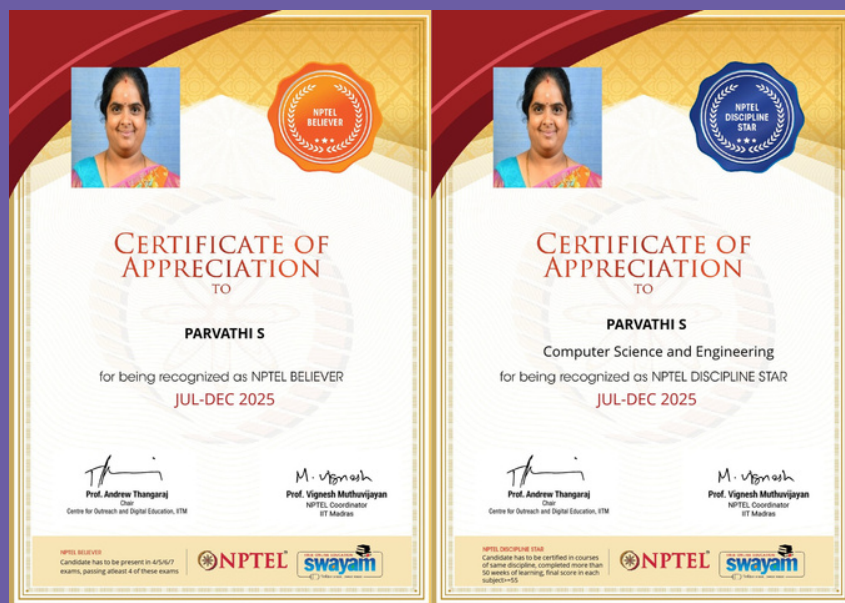 NPTEL
BELIEVER
CERTIFICATE OF
APPRECIATION
TO
PARVATHI S
for being recognized as NPTEL BELIEVER
JUL-DEC 2025
Prof. Andrew Thangaraj
Chair
Centre for Outreach and Digital Education, IITM
M. Vignesh
Prof. Vignesh Muthuvijayan
NPTEL Coordinator
IIT Madras
NPTEL BELIEVER
Candidate has to be present in 4/5/6/7
exams, passing atleast 4 of these exams
NPTEL
swayam
NPTEL
DISCIPLINE
STAR
CERTIFICATE OF
APPRECIATION
TO
PARVATHI S
Computer Science and Engineering
for being recognized as NPTEL DISCIPLINE STAR
JUL-DEC 2025
Prof. Andrew Thangaraj
Chair
Centre for Outreach and Digital Education, IITM
M. Vignesh
Prof. Vignesh Muthuvijayan
NPTEL Coordinator
IIT Madras
NPTEL DISCIPLINE STAR
Candidate has to be certified in courses
of same discipline, completed more than
50 weeks of learning, final score in each
subject>=55
NPTEL
swayam